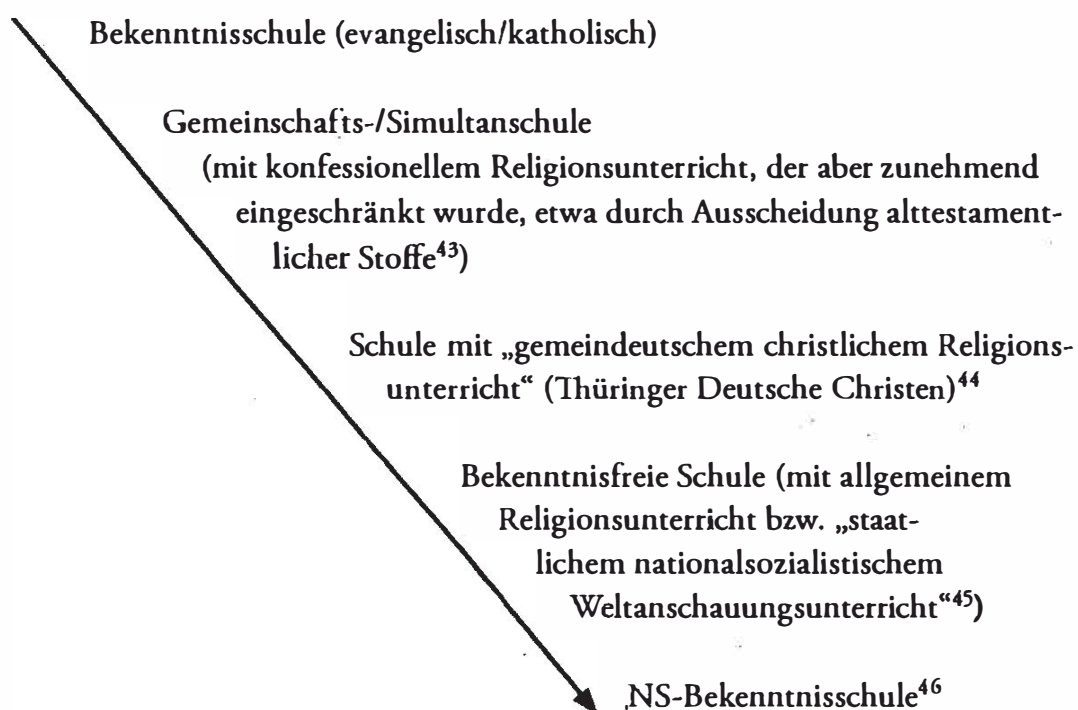 Bekenntnisschule (evangelisch/katholisch)
Gemeinschafts-/Simultanschule
(mit konfessionellem Religionsunterricht, der aber zunehmend
eingeschränkt wurde, etwa durch Ausscheidung alttestament-
licher Stoffe⁴³)
Schule mit „gemeindeutschem christlichem Religions-
unterricht“ (Thüringer Deutsche Christen)⁴⁴
Bekenntnisfreie Schule (mit allgemeinem
Religionsunterricht bzw. „staat-
lichem nationalsozialistischem
Weltanschauungsunterricht“⁴⁵)
‚NS-Bekenntnisschule⁴⁶